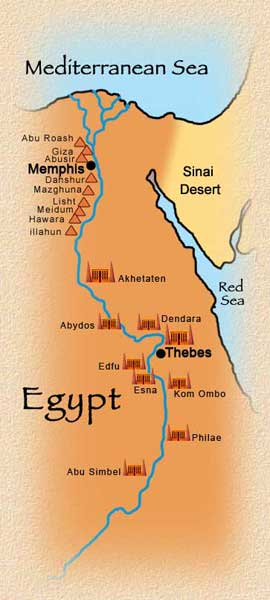 Mediterranean Sea
Abu Roash
Giza
Abusir
Memphis
Dahshur
Mazghuna
Lisht
Meidum
Hawara
illahun
Sinai
Desert
Red
Sea
Akhetaten
Dendara
Abydos
Thebes
Edfu
Esna
Kom Ombo
Egypt
Philae
Abu Simbel